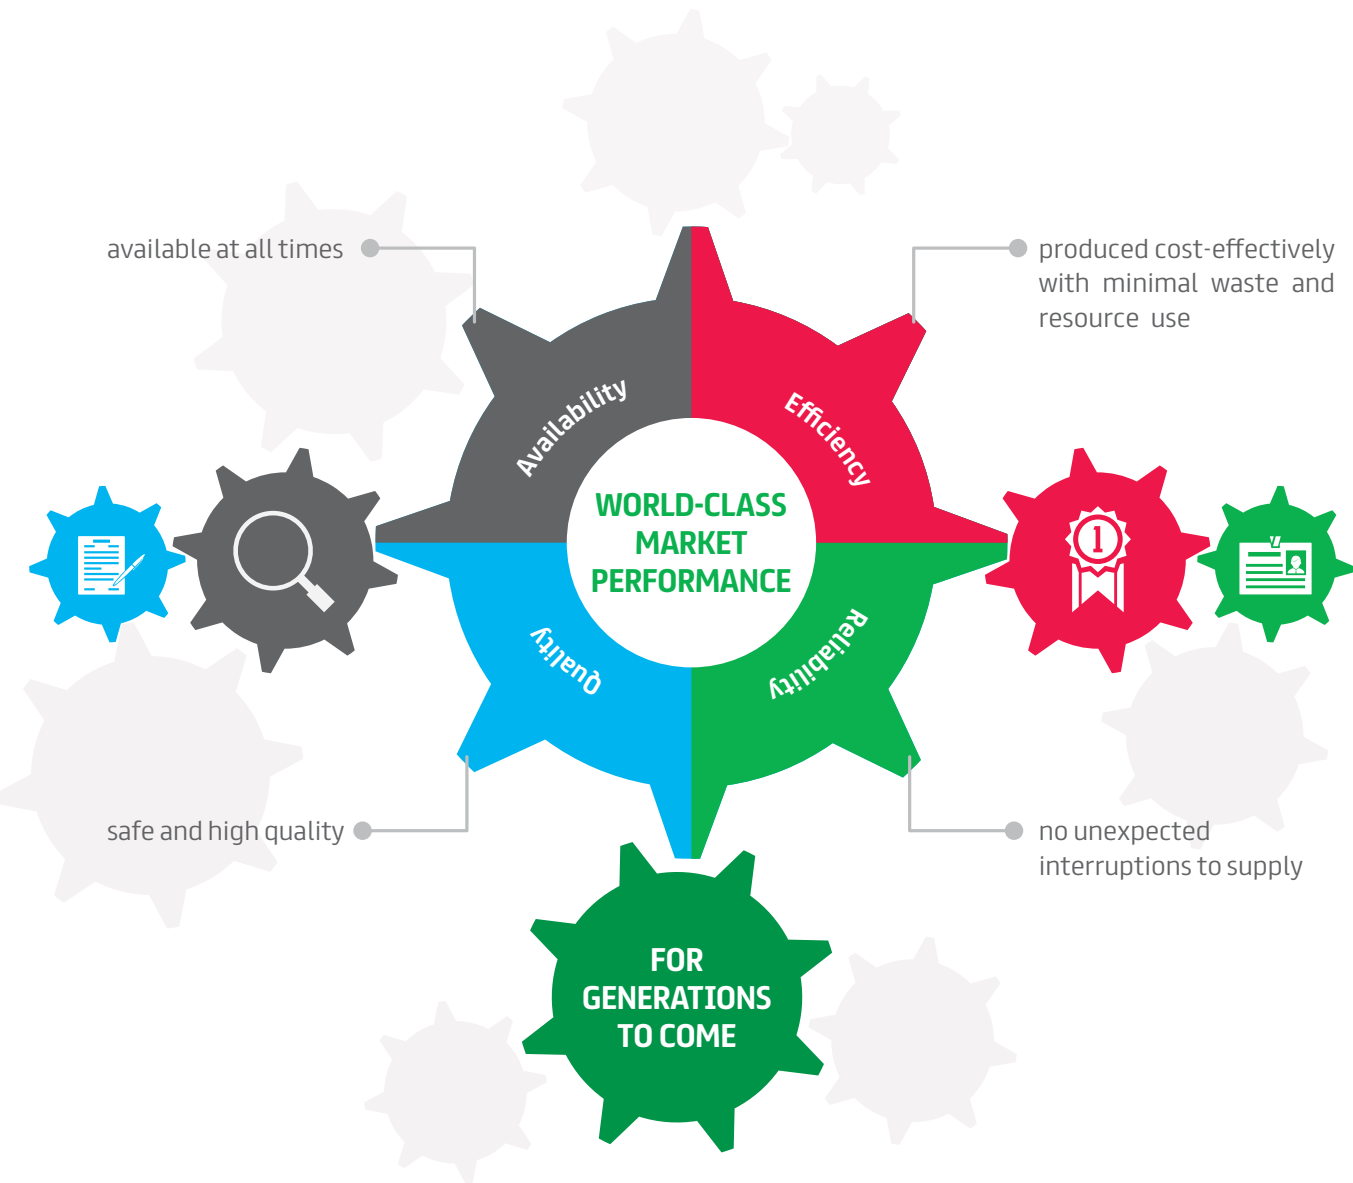 available at all times
produced cost-effectively
with minimal waste and
resource use
Availability
Efficiency
WORLD-CLASS
MARKET
PERFORMANCE
1
Quality
Reliability
safe and high quality
no unexpected
interruptions to supply
FOR
GENERATIONS
TO COME